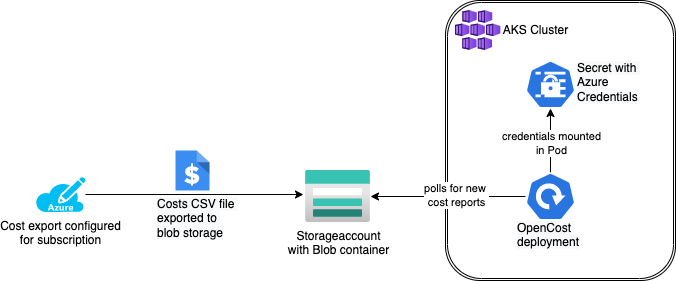 AKS Cluster
Secret with
Azure
Credentials
credentials mounted
in Pod
$
Costs CSV file
exported to
blob storage
Azure
Cost export configured
for subscription
Storageaccount
with Blob container
polls for new
cost reports
OpenCost
deployment